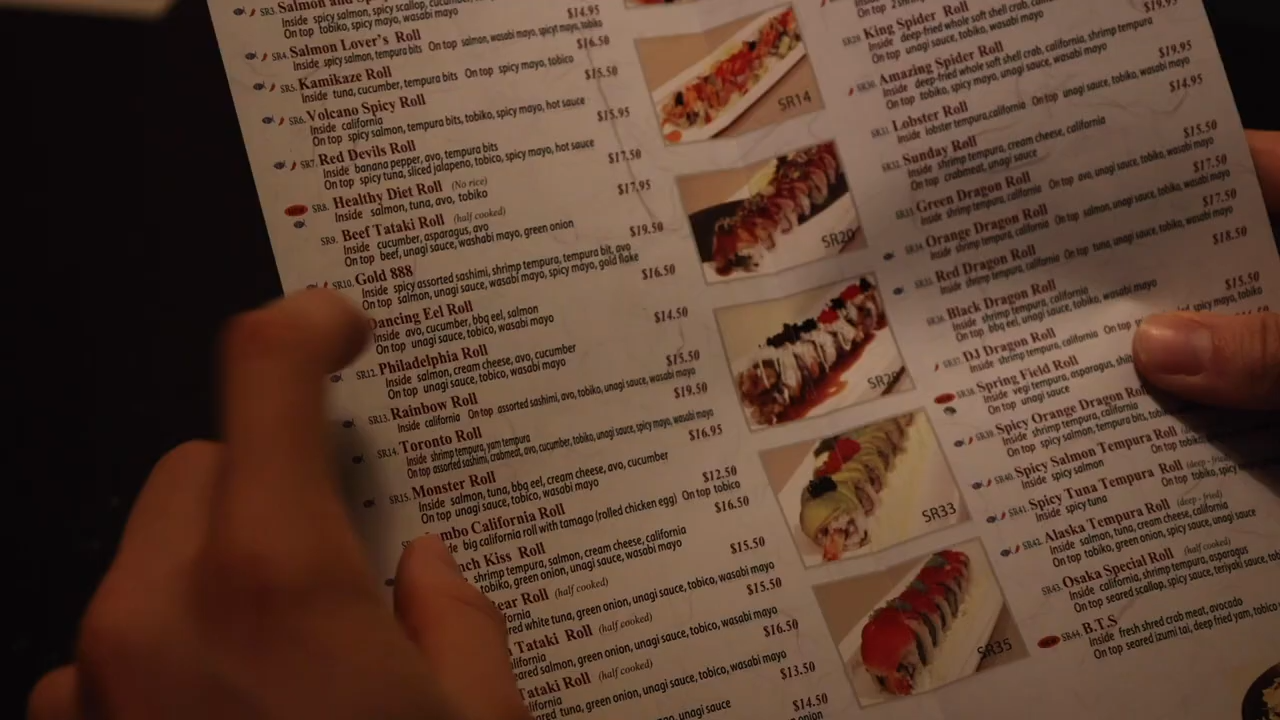 SR3. Salmon and
Inside spicy salmon, spicy scallop,
On top tobiko, spicy mayo, wasabi mayo
$14.95
SR4. Salmon Lover's Roll
Inside spicy salmon, tempura bits On top salmon, wasabi mayo, spicy mayo, tobiko
$16.50
SR5. Kamikaze Roll
Inside tuna, cucumber, tempura bits On top spicy mayo, tobico
$15.50
SR6. Volcano Spicy Roll
Inside california
On top spicy salmon, tempura bits, tobiko, spicy mayo, hot sauce
$15.95
SR7. Red Devils Roll
Inside banana pepper, avo, tempura bits
On top spicy tuna, sliced jalapeno, tobico, spicy mayo, hot sauce
$17.50
SR8. Healthy Diet Roll (No rice)
Inside salmon, tuna, avo, tobiko
$17.95
SR9. Beef Tataki Roll (half cooked)
Inside cucumber, asparagus, avo
On top beef, unagi sauce, washabi mayo, green onion
$19.50
SR10. Gold 888
Inside spicy assorted sashimi, shrimp tempura, tempura bit, avo
On top salmon, unagi sauce, wasabi mayo, spicy mayo, gold flake
$16.50
Dancing Eel Roll
Inside avo, cucumber, bbq eel, salmon
On top unagi sauce, tobico, wasabi mayo
$14.50
SR12. Philadelphia Roll
Inside salmon, cream cheese, avo, cucumber
On top unagi sauce, tobico, wasabi mayo
$15.50
SR13. Rainbow Roll
Inside california On top assorted sashimi, avo, tobiko, unagi sauce, wasabi mayo
$19.50
SR14. Toronto Roll
Inside shrimp tempura, yam tempura
On top assorted sashimi, crabmeat, avo, cucumber, tobiko, unagi sauce, spicy mayo, wasabi mayo
$16.95
SR15. Monster Roll
Inside salmon, tuna, bbq eel, cream cheese, avo, cucumber
On top unagi sauce, tobico, wasabi mayo
$12.50
mbo California Roll
big california roll with tamago (rolled chicken egg) On top tobico
$16.50
nch Kiss Roll
shrimp tempura, salmon, cream cheese, california
tobiko, green onion, unagi sauce, wasabi mayo
$15.50
ear Roll (half cooked)
fornia
red white tuna, green onion, unagi sauce, tobico, wasabi mayo
$15.50
Tataki Roll (half cooked)
lifornia
eared salmon, green onion, unagi sauce, tobico, wasabi mayo
$16.50
Tataki Roll (half cooked)
lifornia
ared tuna, green onion, unagi sauce, tobico, wasabi mayo
$13.50
unagi sauce
$14.50
onion
SR14
SR20
SR29
SR33
SR35
SR29. King Spider Roll
Inside deep-fried whole soft shell crab,
On top unagi sauce, tobiko, wasabi mayo
$19.95
SR30. Amazing Spider Roll
Inside deep-fried whole soft shell crab, california, shrimp tempura
On top tobiko, spicy mayo, unagi sauce, wasabi mayo
$19.95
SR31. Lobster Roll
Inside lobster tempura, california On top unagi sauce, tobiko, wasabi mayo
$14.95
SR32. Sunday Roll
Inside shrimp tempura, cream cheese, california
On top crabmeat, unagi sauce
$15.50
SR33. Green Dragon Roll
Inside shrimp tempura, california On top avo, unagi sauce, tobiko, wasabi mayo
$17.50
SR34. Orange Dragon Roll
Inside shrimp tempura, california On top salmon, unagi sauce, tobiko, wasabi mayo
$17.50
SR35. Red Dragon Roll
Inside shrimp tempura, california On top tuna, unagi sauce, tobiko, wasabi mayo
$18.50
SR36. Black Dragon Roll
Inside shrimp tempura, california
On top bbq eel, unagi sauce, tobiko, wasabi mayo
$15.50
SR37. DJ Dragon Roll
Inside shrimp tempura, california On top spicy mayo, tobiko
SR38. Spring Field Roll
Inside vegi tempura, asparagus,
On top unagi sauce
SR39. Spicy Orange Dragon Roll
Inside shrimp tempura, california
On top spicy salmon, tempura bits,
SR40. Spicy Salmon Tempura Roll
Inside spicy salmon
SR41. Spicy Tuna Tempura Roll
Inside spicy tuna On top tobiko,
SR42. Alaska Tempura Roll (deep-fried)
Inside salmon, tuna, cream cheese, california
On top tobiko, green onion, spicy sauce, unagi sauce
SR43. Osaka Special Roll (half cooked)
Inside california, shrimp tempura, asparagus
On top seared scallop, spicy sauce, teriyaki sauce,
SR44. B.T.S
Inside fresh shred crab meat, avocado
On top seared izumi tai, deep fried yam, tobico